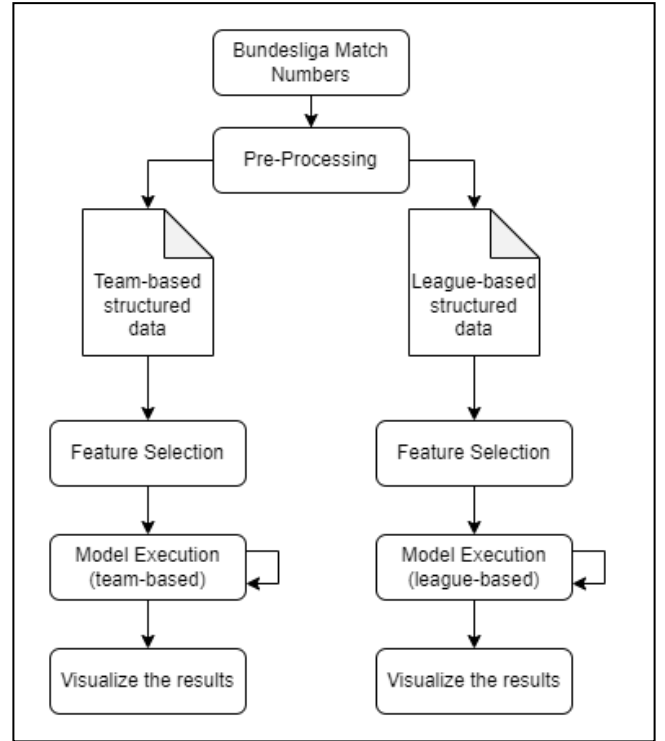 Bundesliga Match
Numbers
Pre-Processing
Team-based
structured
data
League-based
structured
data
Feature Selection
Feature Selection
Model Execution
(team-based)
Model Execution
(league-based)
Visualize the results
Visualize the results